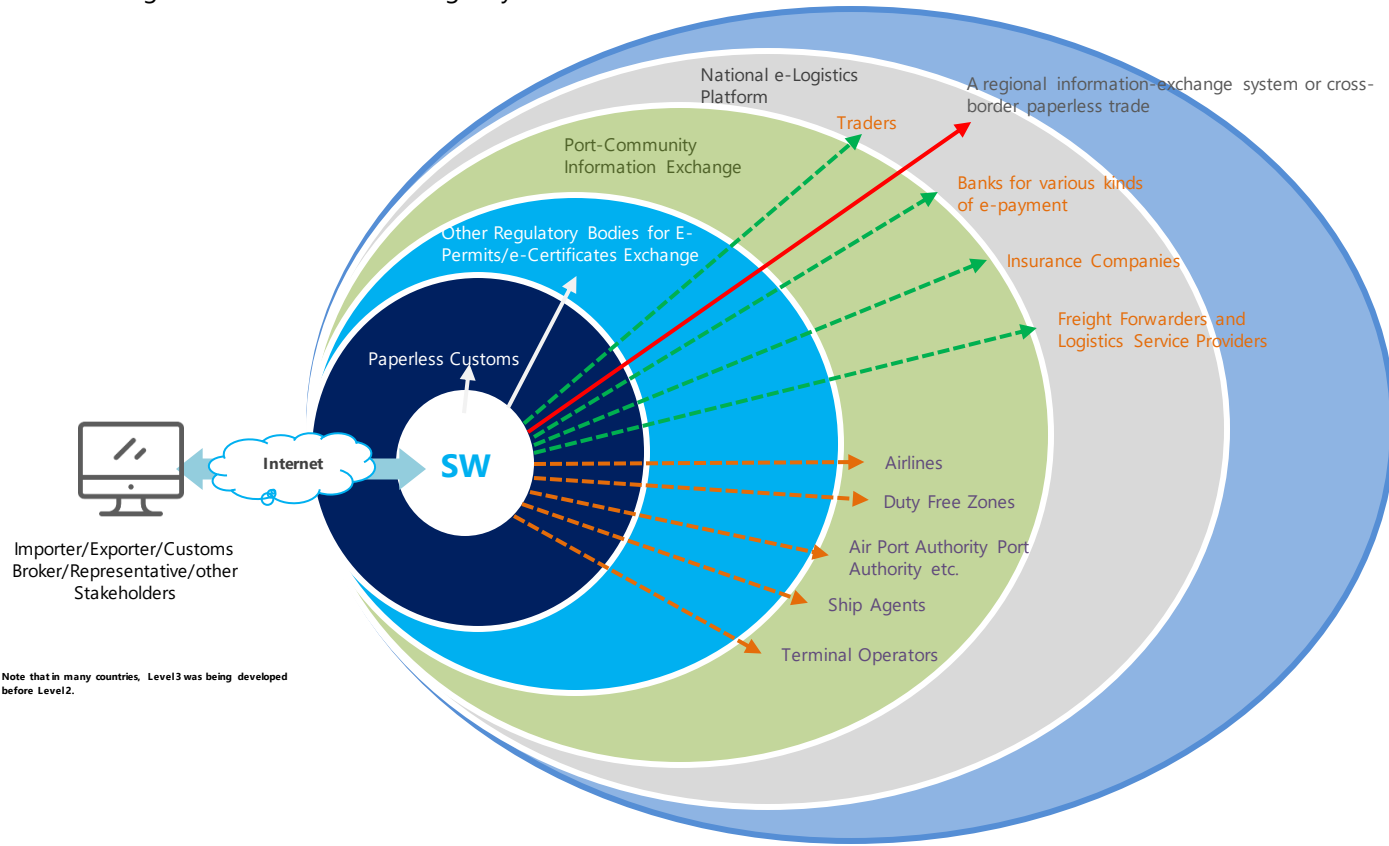 National e-Logistics
Platform
A regional information-exchange system or cross-
border paperless trade
Traders
Port-Community
Information Exchange
Banks for various kinds
of e-payment
Other Regulatory Bodies for E-
Permits/e-Certificates Exchange
Insurance Companies
Freight Forwarders and
Logistics Service Providers
Paperless Customs
Internet
SW
Airlines
Duty Free Zones
Air Port Authority Port
Authority etc.
Ship Agents
Terminal Operators
Importer/Exporter/Customs
Broker/Representative/other
Stakeholders
Note that in many countries, Level 3 was being developed
before Level 2.